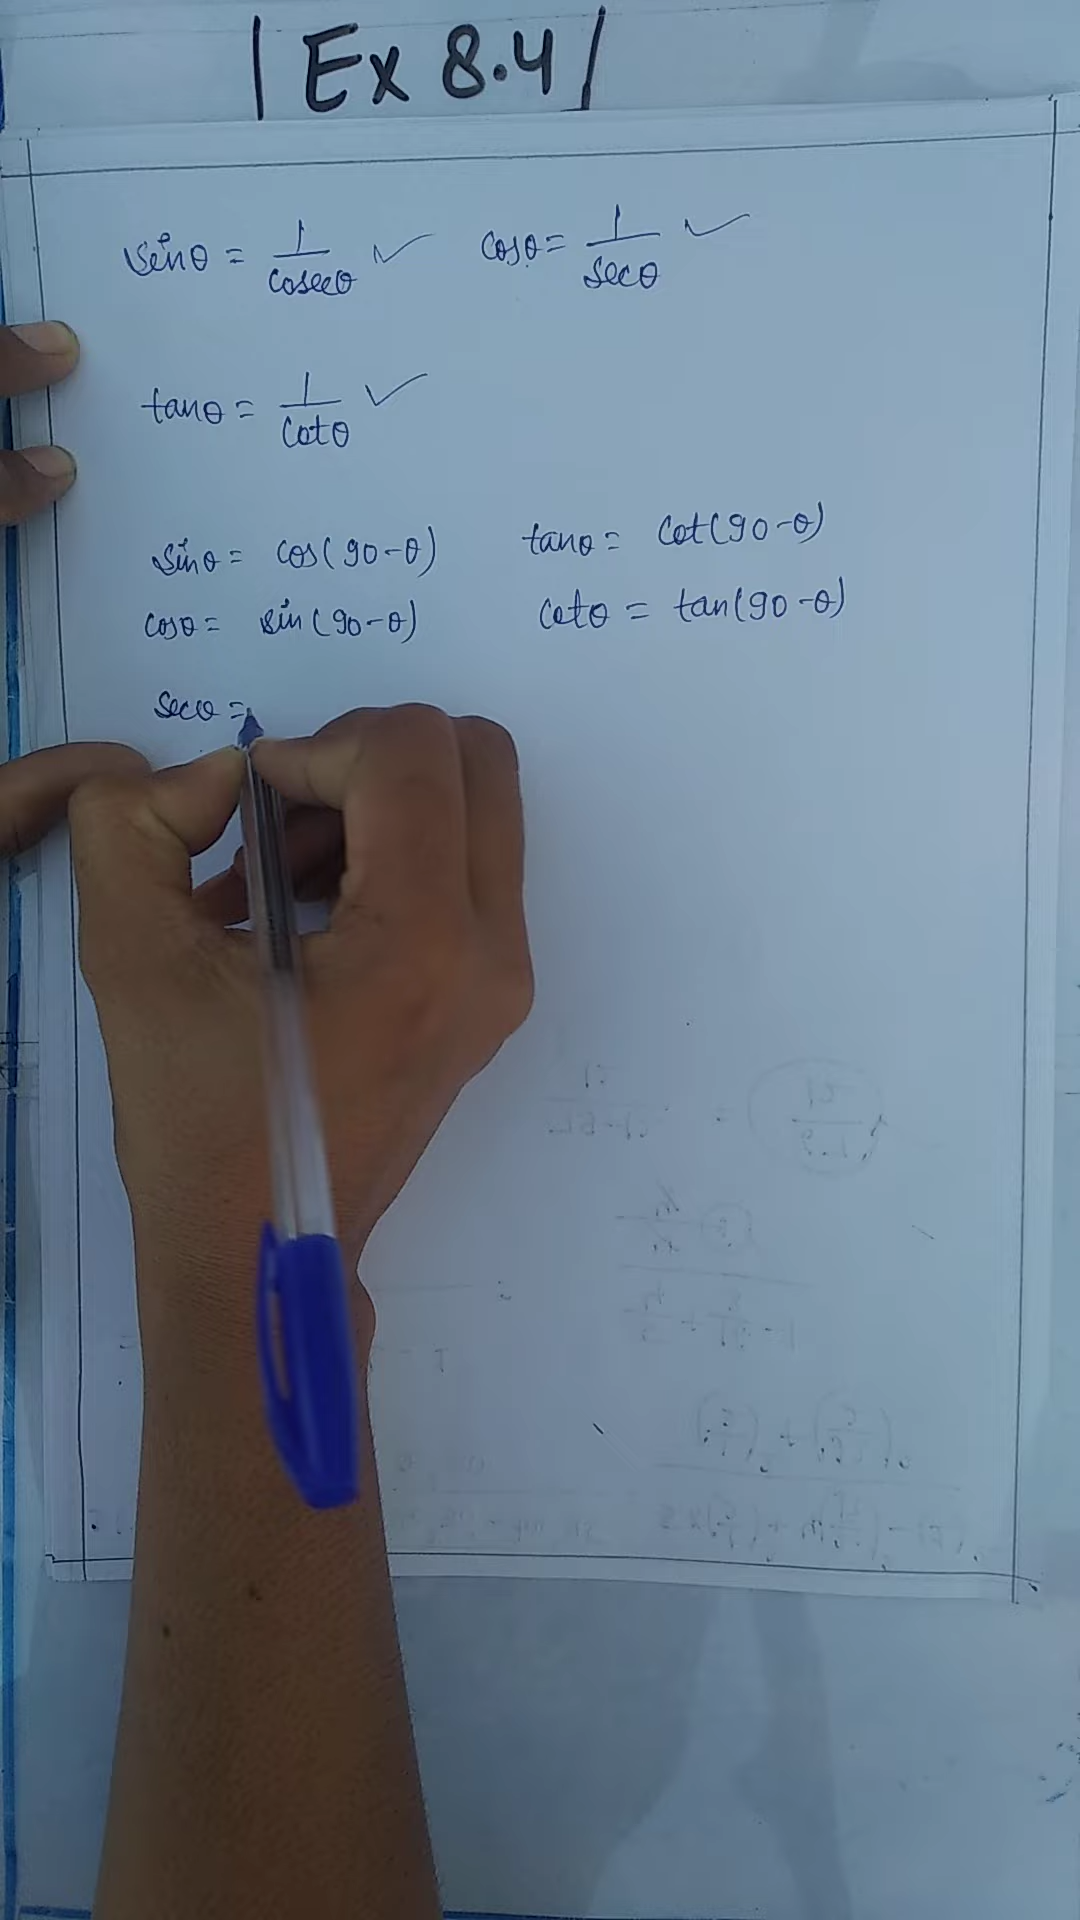 | Ex 8.4 |
sinθ = 1/cosecθ ✓ cosθ = 1/secθ ✓
tanθ = 1/cotθ ✓
sinθ = cos(90-θ) tanθ = cot(90-θ)
cosθ = sin(90-θ) cotθ = tan(90-θ)
secθ =